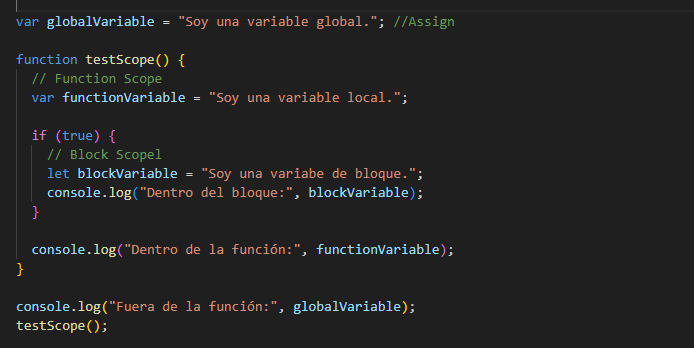 var globalVariable = "Soy una variable global."; //Assign
function testScope() {
// Function Scope
var functionVariable = "Soy una variable local.";
if (true) {
// Block Scopel
let blockVariable = "Soy una variabe de bloque.";
console.log("Dentro del bloque:", blockVariable);
}
console.log("Dentro de la función:", functionVariable);
}
console.log("Fuera de la función:", globalVariable);
testScope();